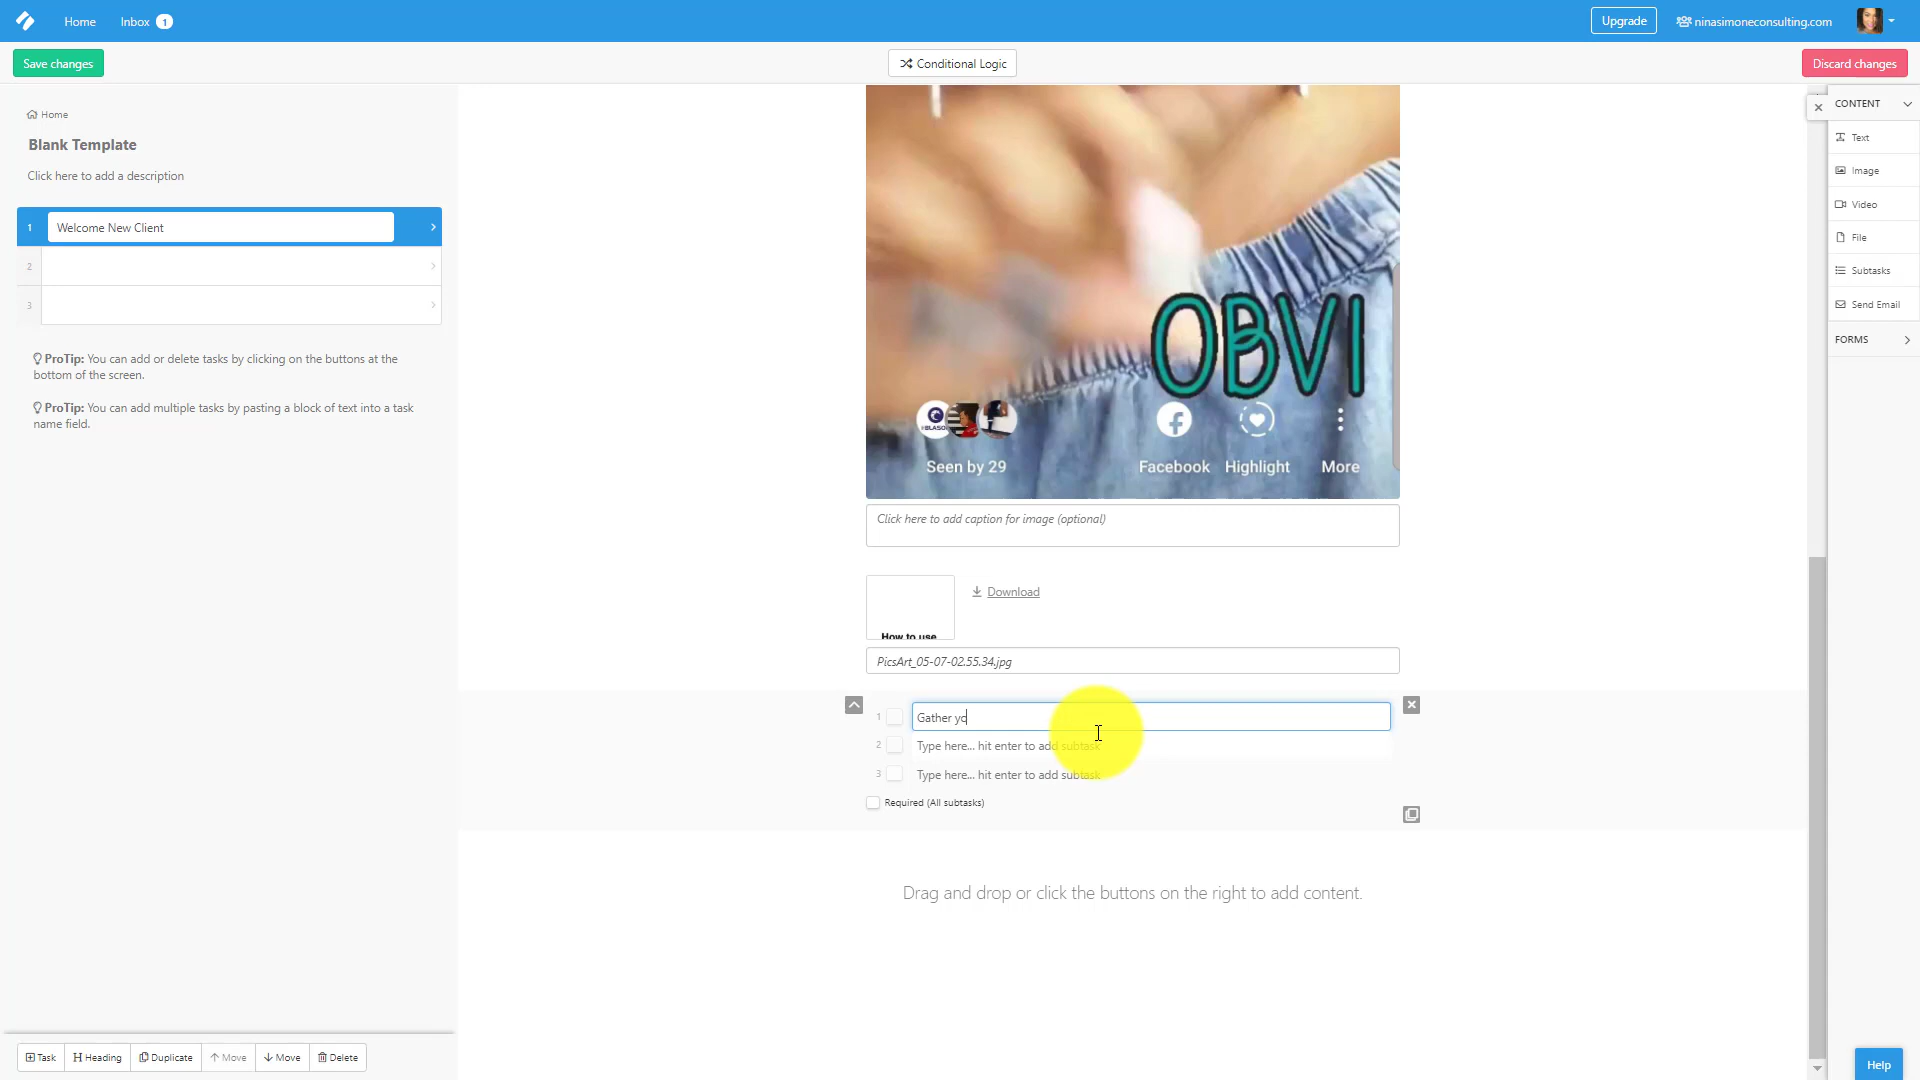 Home
Inbox 1
Upgrade
ninasimoneconsulting.com
Save changes
Conditional Logic
Discard changes
Home
Blank Template
Click here to add a description
1 Welcome New Client
2
3
ProTip: You can add or delete tasks by clicking on the buttons at the
bottom of the screen.
ProTip: You can add multiple tasks by pasting a block of text into a task
name field.
OBVI
Seen by 29
Facebook
Highlight
More
Click here to add caption for image (optional)
How to use
Download
PicsArt_05-07-02.55.34.jpg
1 Gather yo
2 Type here... hit enter to add subtask
3 Type here... hit enter to add subtask
Required (All subtasks)
Drag and drop or click the buttons on the right to add content.
CONTENT
Text
Image
Video
File
Subtasks
Send Email
FORMS
Task
H Heading
Duplicate
Move
Move
Delete
Help